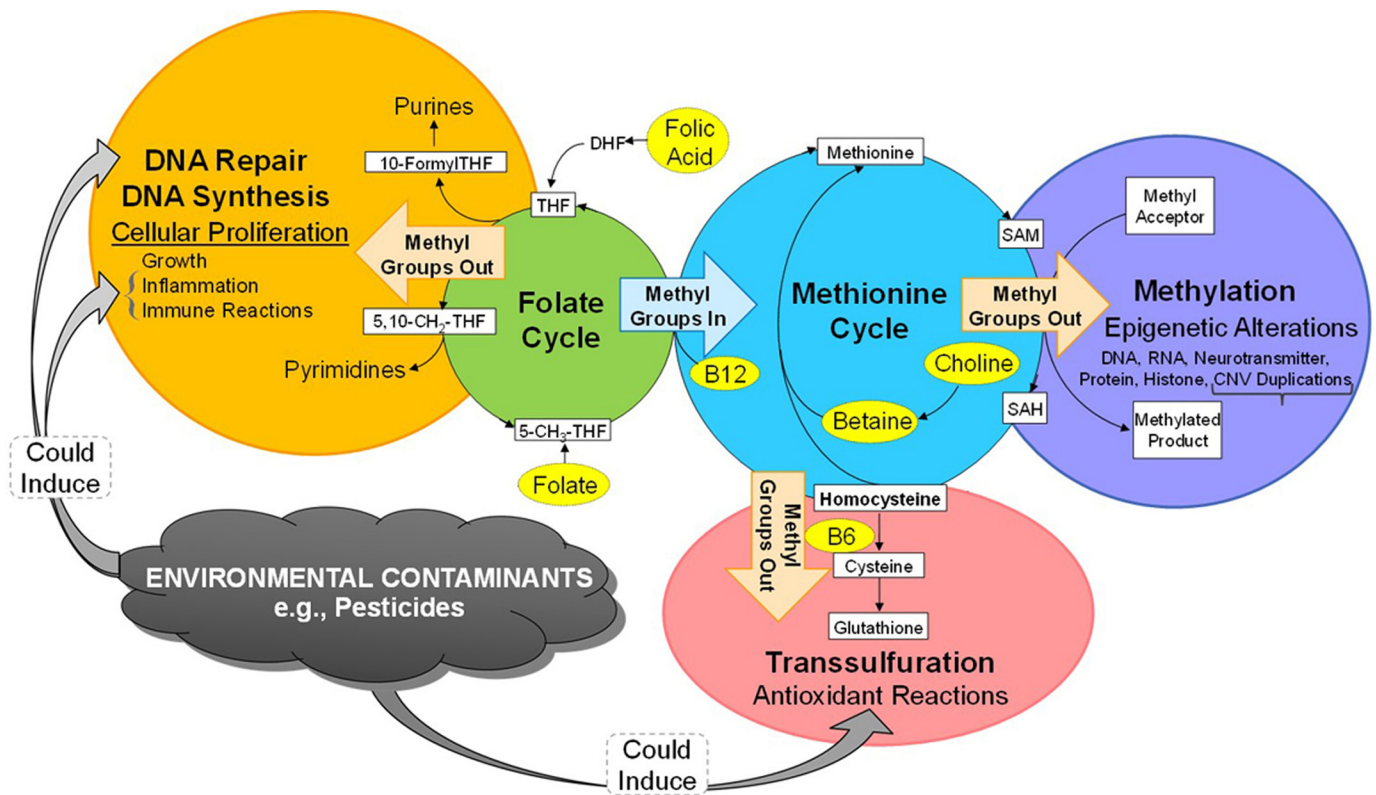 Purines
10-FormylTHF
DHF
Folic
Acid
THF
DNA Repair
DNA Synthesis
Cellular Proliferation
Growth
Inflammation
Immune Reactions
Methyl
Groups Out
5,10-CH₂-THF
Pyrimidines
Folate
Cycle
5-CH₃-THF
Folate
Methyl
Groups In
B12
Methionine
Methionine
Cycle
SAM
Methyl
Groups Out
Choline
Betaine
SAH
Methyl
Acceptor
Methylation
Epigenetic Alterations
DNA, RNA, Neurotransmitter,
Protein, Histone, CNV Duplications
Methylated
Product
Homocysteine
Methyl
Groups Out
B6
Cysteine
Glutathione
Transsulfuration
Antioxidant Reactions
Could
Induce
ENVIRONMENTAL CONTAMINANTS
e.g., Pesticides
Could
Induce